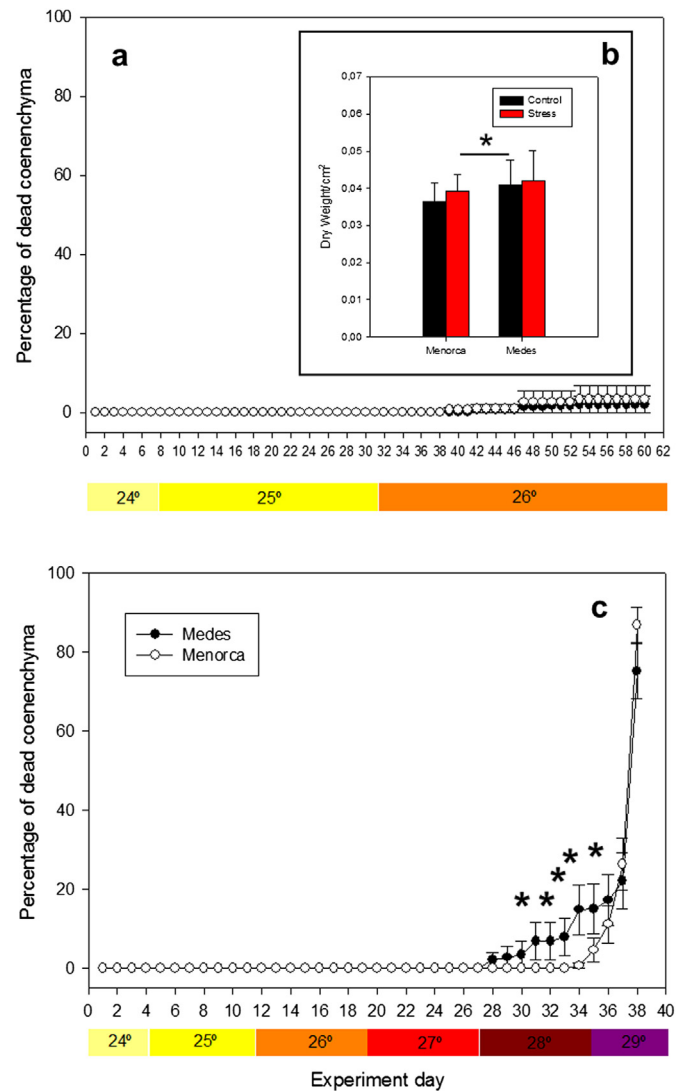 a
b
Percentage of dead coenenchyma
100
80
60
40
20
0
Dry Weight/cm²
0,07
0,06
0,05
0,04
0,03
0,02
0,01
0,00
Control
Stress
*
Menorca Medes
0 2 4 6 8 10 12 14 16 18 20 22 24 26 28 30 32 34 36 38 40 42 44 46 48 50 52 54 56 58 60 62
24º 25º 26º
c
Percentage of dead coenenchyma
100
80
60
40
20
0
Medes
Menorca
* * * * *
0 2 4 6 8 10 12 14 16 18 20 22 24 26 28 30 32 34 36 38 40
24º 25º 26º 27º 28º 29º
Experiment day